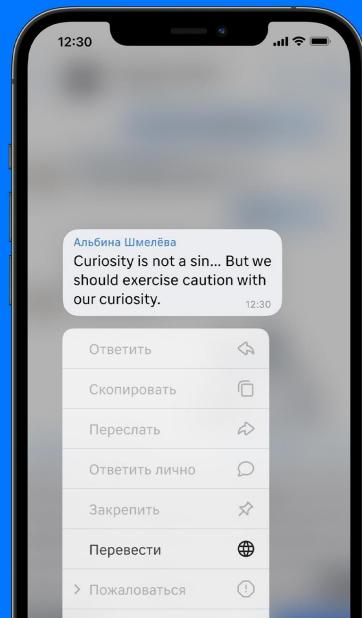 12:30
Альбина Шмелёва
Curiosity is not a sin... But we
should exercise caution with
our curiosity.
12:30
Ответить
Скопировать
Переслать
Ответить лично
Закрепить
Перевести
Пожаловаться